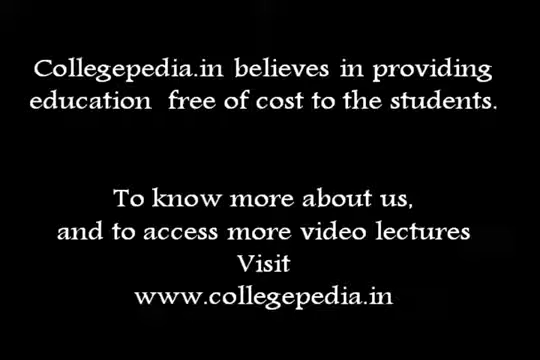 Collegepedia.in believes in providing
education  free of cost to the students.
To know more about us,
and to access more video lectures
Visit
www.collegepedia.in